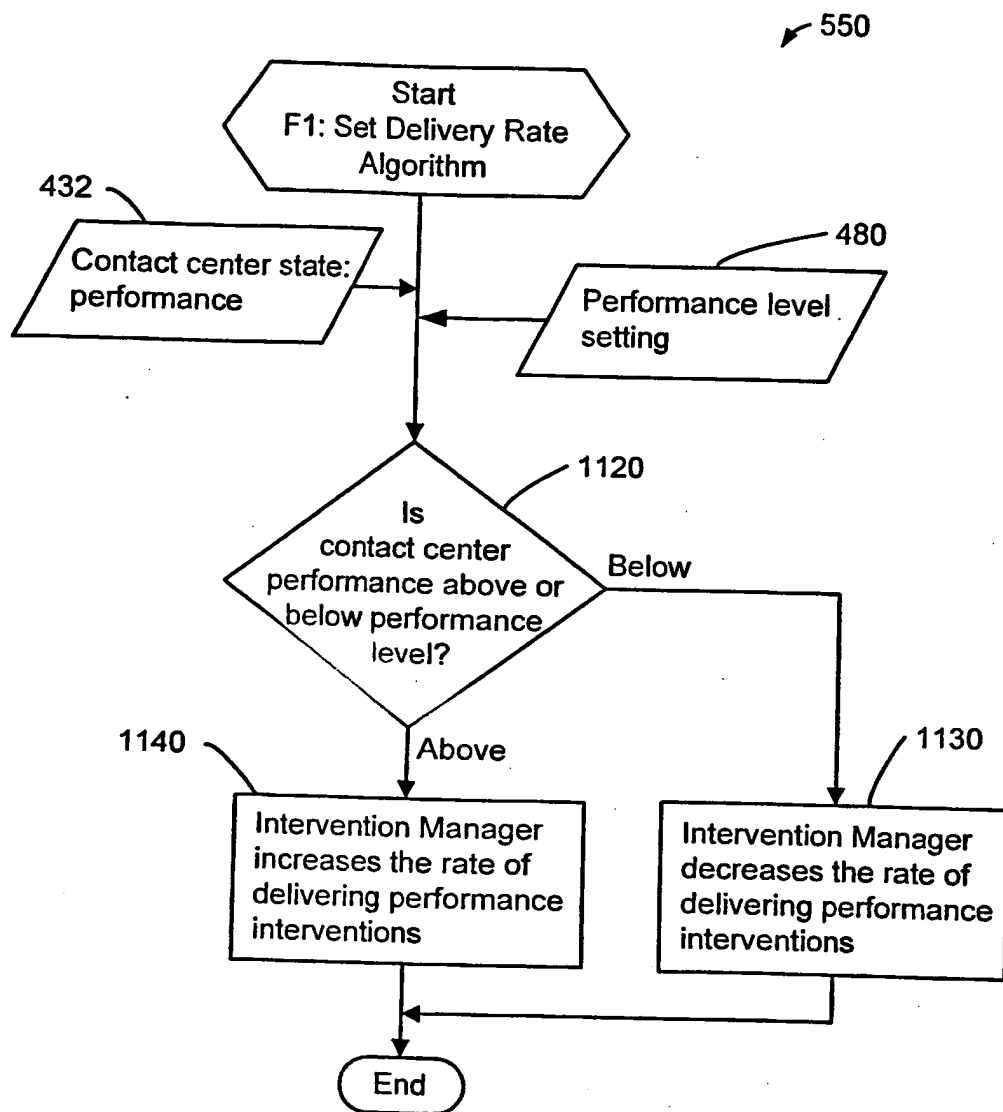 550
Start
F1: Set Delivery Rate
Algorithm
432
Contact center state:
performance
480
Performance level
setting
1120
Is
contact center
performance above or
below performance
level?
Below
Above
1140
1130
Intervention Manager
increases the rate of
delivering performance
interventions
Intervention Manager
decreases the rate of
delivering performance
interventions
End